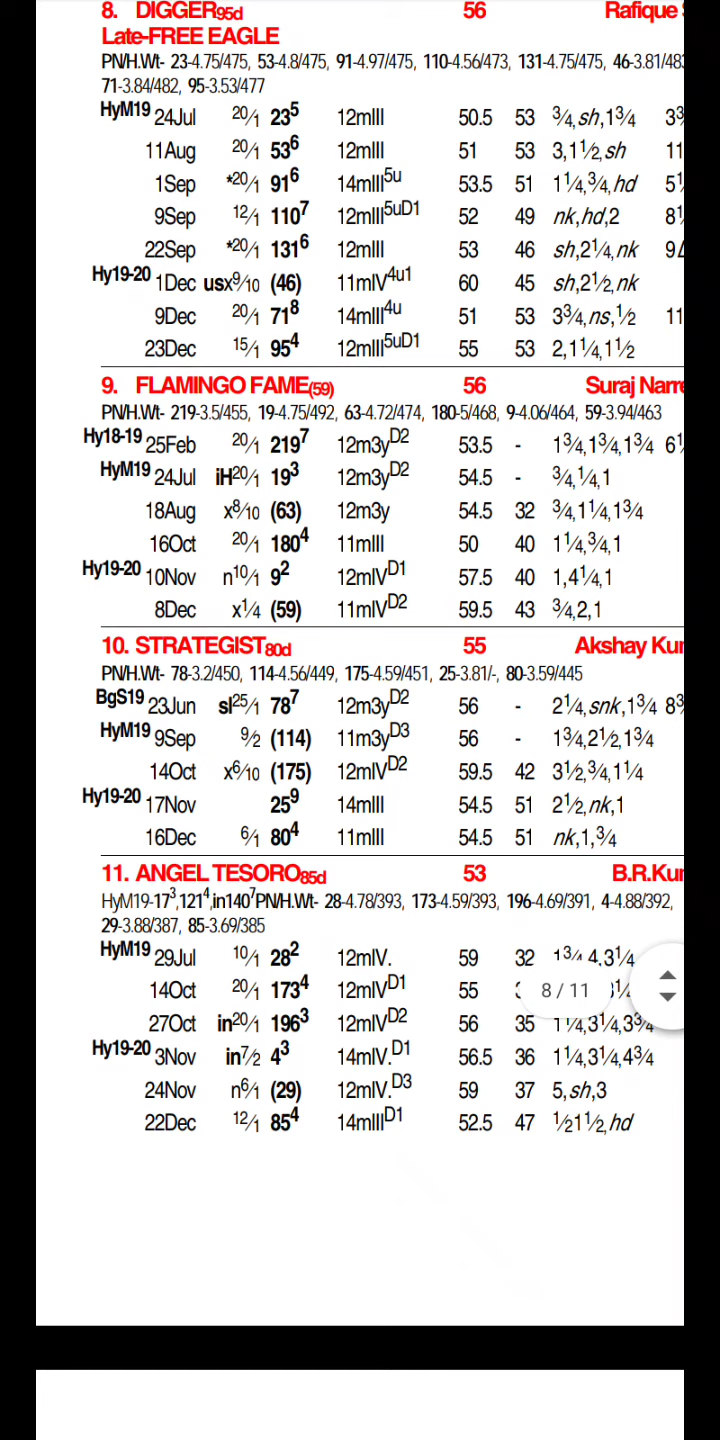 8. DIGGER95d 56 Rafique
Late-FREE EAGLE
PN/H.Wt- 23-4.75/475, 53-4.8/475, 91-4.97/475, 110-4.56/473, 131-4.75/475, 46-3.81/483
71-3.84/482, 95-3.53/477
HyM19 24Jul 20/1 23⁵ 12mIII 50.5 53 ¾,sh,1¾ 3¾
11Aug 20/1 53⁶ 12mIII 51 53 3,1½,sh 11
1Sep *20/1 91⁶ 14mIII⁵ᵘ 53.5 51 1¼,¾,hd 5½
9Sep 12/1 110⁷ 12mIII5uD1 52 49 nk,hd,2
22Sep *20/1 131⁶ 12mIII 53 46 sh,2¼,nk
Hy19-20 1Dec usx9/10 (46) 11mIV4u1 60 45 sh,2½,nk
9Dec 20/1 71⁸ 14mIII4u 51 53 3¾,ns,½ 11
23Dec 15/1 95⁴ 12mIII5uD1 55 53 2,1¼,1½
9. FLAMINGO FAME(59) 56 Suraj Narre
PN/H.Wt- 219-3.5/455, 19-4.75/492, 63-4.72/474, 180-5/468, 9-4.06/464, 59-3.94/463
Hy18-19 25Feb 20/1 219⁷ 12m3yD2 53.5 - 1¾,1¾,1¾ 6½
HyM19 24Jul iH20/1 19³ 12m3yD2 54.5 - ¾,¼,1
18Aug x8/10 (63) 12m3y 54.5 32 ¾,1¼,1¾
16Oct 20/1 180⁴ 11mIII 50 40 1¼,¾,1
Hy19-20 10Nov n10/1 9² 12mIVD1 57.5 40 1,4¼,1
8Dec x1/4 (59) 11mIVD2 59.5 43 ¾,2,1
10. STRATEGIST80d 55 Akshay Kur
PN/H.Wt- 78-3.2/450, 114-4.56/449, 175-4.59/451, 25-3.81/-, 80-3.59/445
BgS19 23Jun sl25/1 78⁷ 12m3yD2 56 - 2¼,snk,1¾ 8¾
HyM19 9Sep 9/2 (114) 11m3yD3 56 - 1¾,2½,1¾
14Oct x6/10 (175) 12mIVD2 59.5 42 3½,¾,1¼
Hy19-20 17Nov 25⁹ 14mIII 54.5 51 2½,nk,1
16Dec 6/1 80⁴ 11mIII 54.5 51 nk,1,¾
11. ANGEL TESORO85d 53 B.R.Kur
HyM19-17³,121⁴,in140⁷PN/H.Wt- 28-4.78/393, 173-4.59/393, 196-4.69/391, 4-4.88/392,
29-3.88/387, 85-3.69/385
HyM19 29Jul 10/1 28² 12mIV. 59 32 1¾ 4,3¼
14Oct 20/1 173⁴ 12mIVD1 55
8 / 11
27Oct in20/1 196³ 12mIVD2 56 35 1¼,3¼,3¾
Hy19-20 3Nov in7/2 4³ 14mIV.D1 56.5 36 1¼,3¼,4¾
24Nov n6/1 (29) 12mIV.D3 59 37 5,sh,3
22Dec 12/1 85⁴ 14mIIID1 52.5 47 ½1½,hd